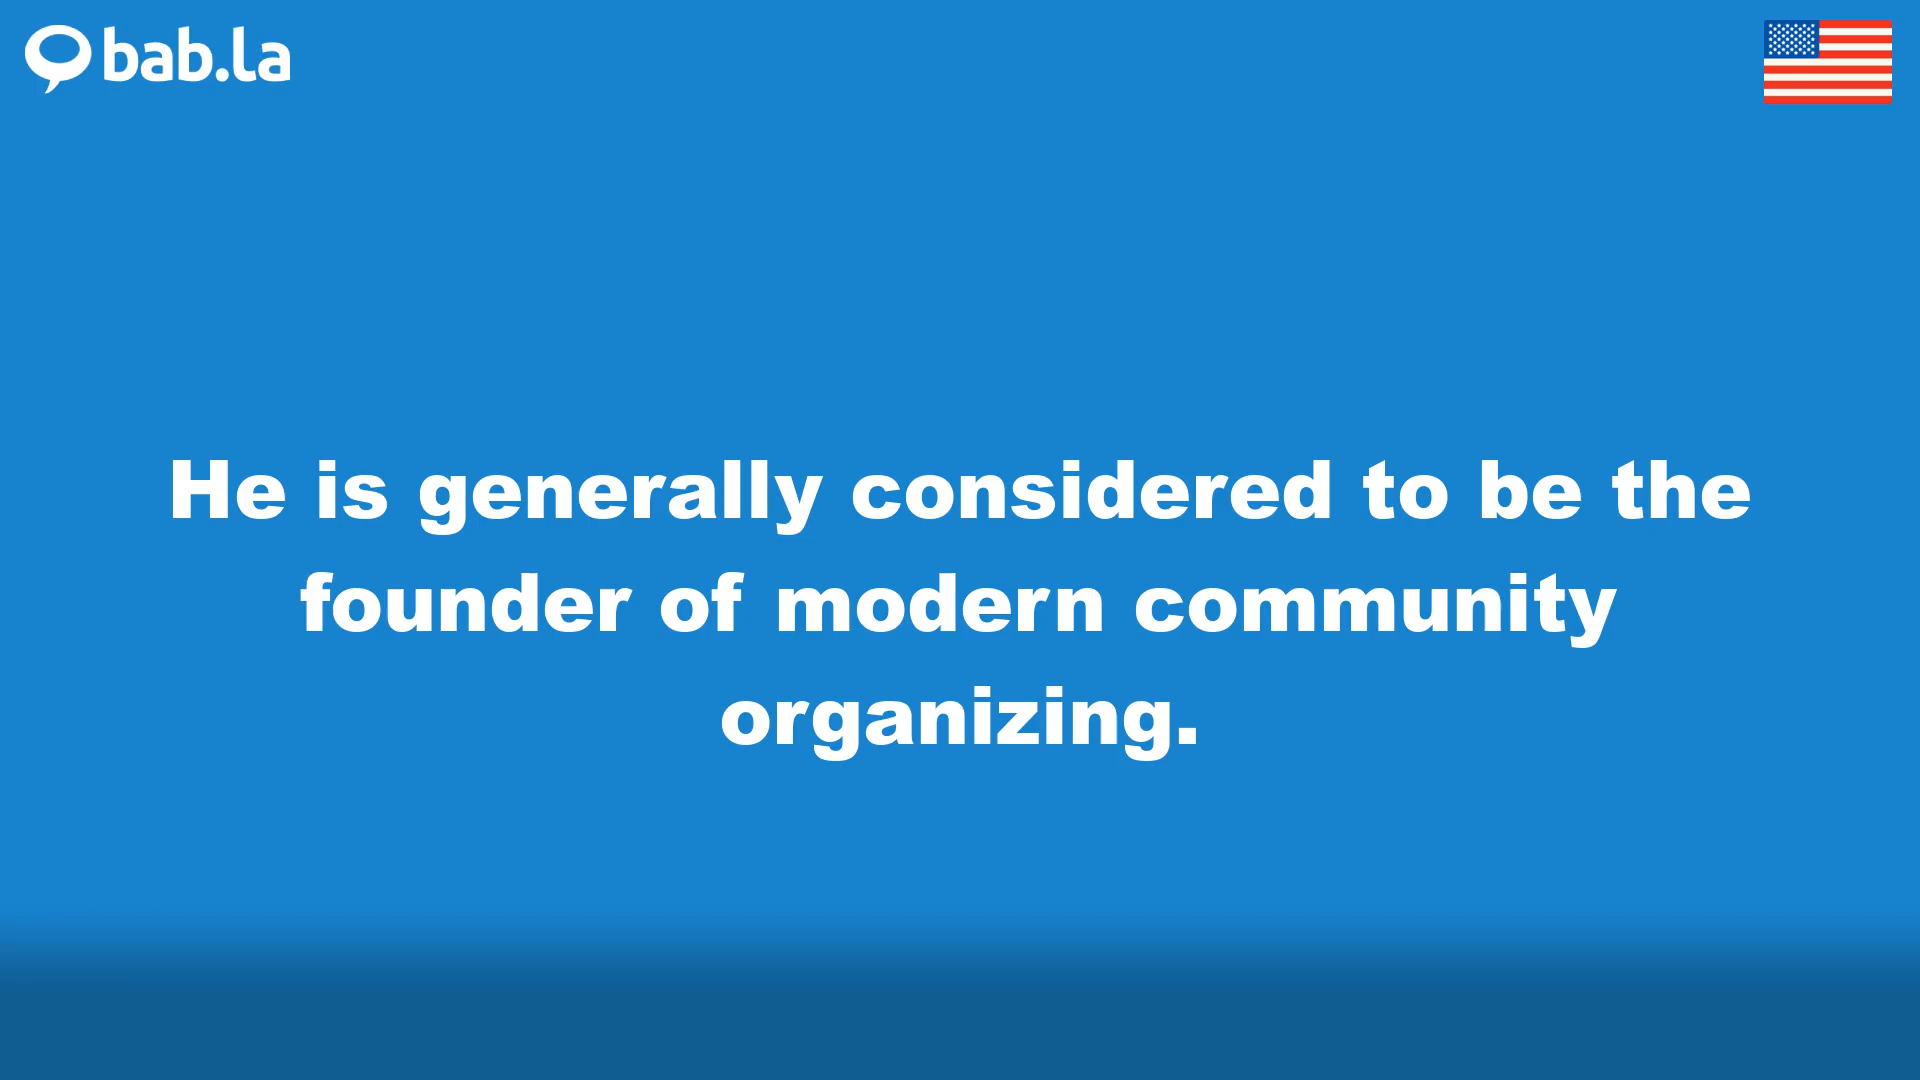 bab.la
He is generally considered to be the
founder of modern community
organizing.